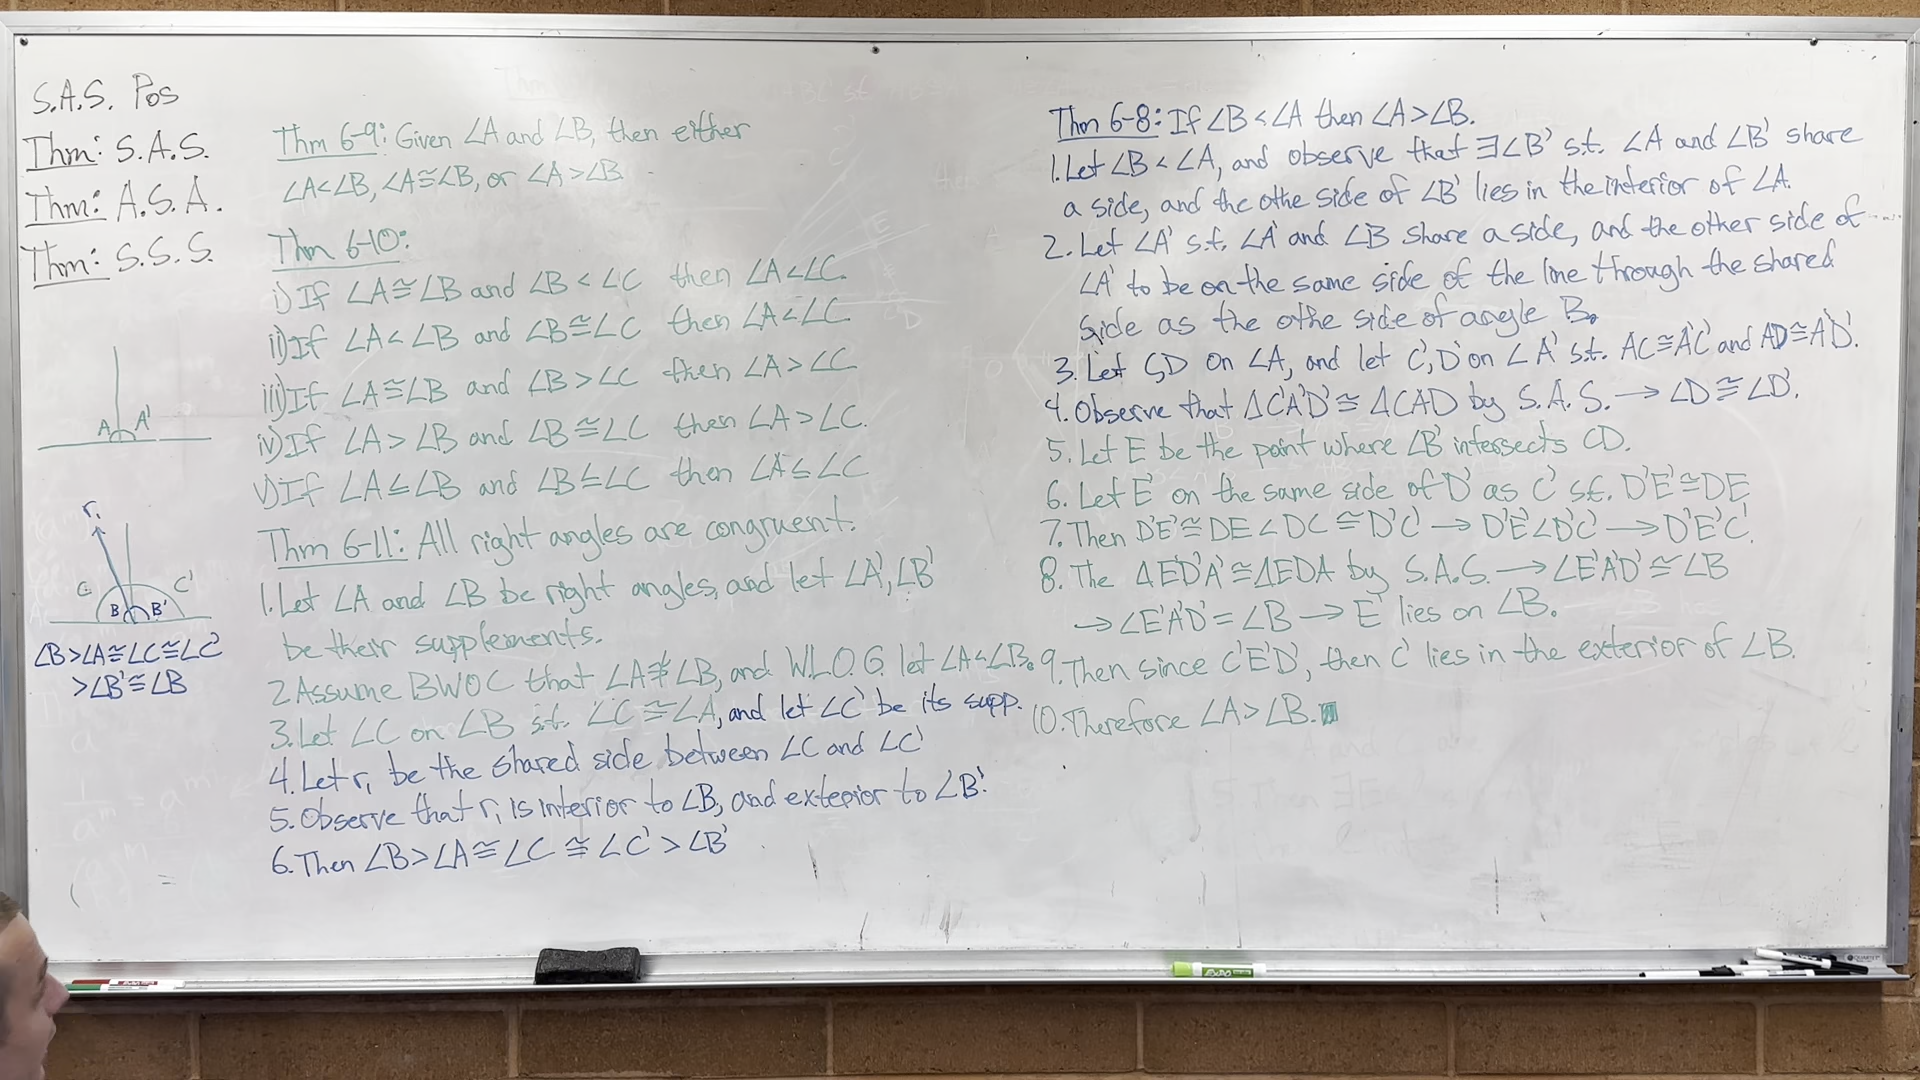 S.A.S. Pos
Thm: S.A.S.
Thm: A.S.A.
Thm: S.S.S.
A A'
r₁
C C'
B B'
∠B>∠A≅∠C≅∠C'
>∠B'≅∠B
Thm 6-9: Given ∠A and ∠B, then either
∠A<∠B, ∠A≅∠B, or ∠A>∠B
Thm 6-10:
i) If ∠A≅∠B and ∠B<∠C then ∠A<∠C.
ii) If ∠A<∠B and ∠B≅∠C then ∠A<∠C.
iii) If ∠A≅∠B and ∠B>∠C then ∠A>∠C.
iv) If ∠A>∠B and ∠B≅∠C then ∠A>∠C.
v) If ∠A≤∠B and ∠B≤∠C then ∠A≤∠C
Thm 6-11: All right angles are congruent.
1. Let ∠A and ∠B be right angles, and let ∠A', ∠B'
be their supplements.
2. Assume BWOC that ∠A≇∠B, and W.L.O.G. let ∠A<∠B.
3. Let ∠C on ∠B s.t. ∠C≅∠A, and let ∠C' be its supp.
4. Let r₁ be the shared side between ∠C and ∠C'
5. Observe that r₁ is interior to ∠B, and exterior to ∠B'.
6. Then ∠B>∠A≅∠C≅∠C'>∠B'
Thm 6-8: If ∠B<∠A then ∠A>∠B.
1. Let ∠B<∠A, and observe that ∃∠B' s.t. ∠A and ∠B' share
a side, and the othe side of ∠B' lies in the interior of ∠A.
2. Let ∠A' s.t. ∠A' and ∠B share a side, and the other side of
∠A' to be on the same side of the line through the shared
side as the othe side of angle B.
3. Let C,D on ∠A, and let C',D' on ∠A' s.t. AC≅A'C' and AD≅A'D'.
4. Observe that ΔC'A'D'≅ΔCAD by S.A.S. → ∠D≅∠D'.
5. Let E be the point where ∠B' intersects CD.
6. Let E' on the same side of D' as C' s.t. D'E'≅DE
7. Then D'E'≅DE<DC≅D'C' → D'E'<D'C' → D'E'C'.
8. The ΔE'D'A'≅ΔEDA by S.A.S. → ∠E'A'D'≅∠B
→ ∠E'A'D'=∠B → E' lies on ∠B.
9. Then since C'E'D', then C' lies in the exterior of ∠B.
10. Therefore ∠A>∠B.